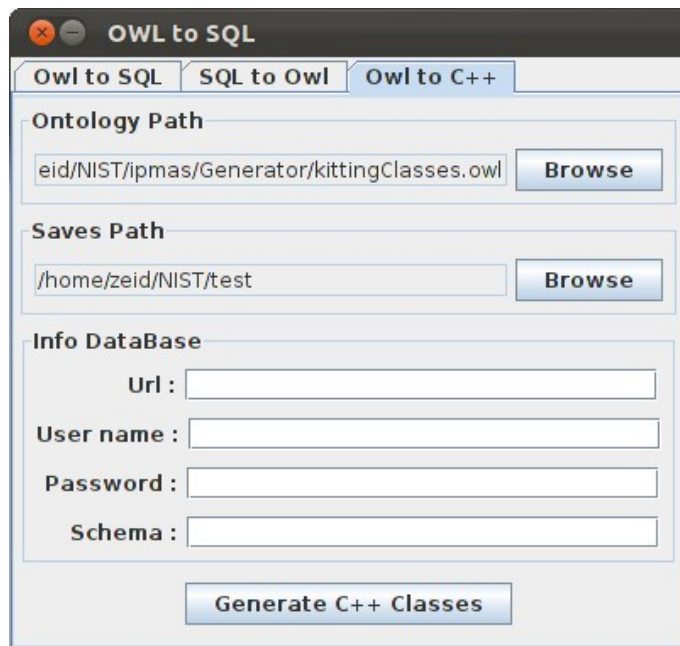 OWL to SQL
Owl to SQL SQL to Owl Owl to C++
Ontology Path
eid/NIST/ipmas/Generator/kittingClasses.owl Browse
Saves Path
/home/zeid/NIST/test Browse
Info DataBase
Url :
User name :
Password :
Schema :
Generate C++ Classes